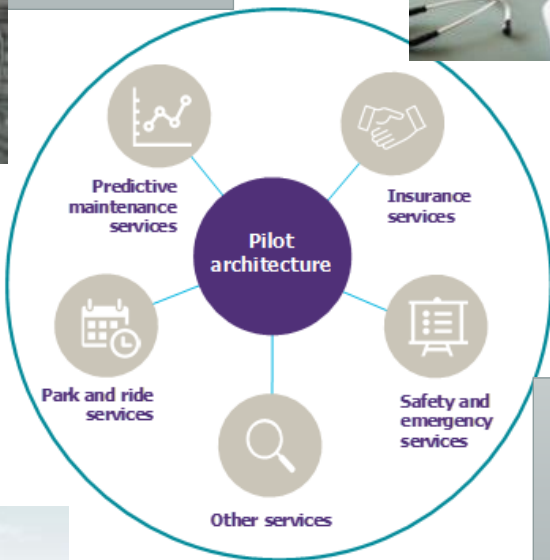 Predictive
maintenance
services
Insurance
services
Pilot
architecture
Park and ride
services
Safety and
emergency
services
Other services